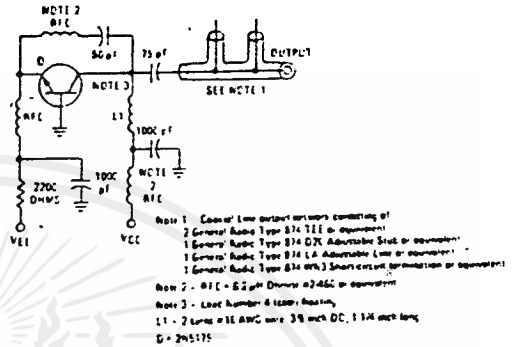 NOTE 2
RFC
50 pF
75 pF
OUTPUT
Q
NOTE 3
SEE NOTE 1
RFC
L1
1000 pF
NOTE
2
RFC
2200
OHMS
1000
pF
VEE
VCC
Note 1 - Coaxial Line output network consisting of
2 General Radio Type 874 TEE or equivalent
1 General Radio Type 874 D20 Adjustable Stub or equivalent
1 General Radio Type 874 LA Adjustable Line or equivalent
1 General Radio Type 874 WN3 Short-circuit termination or equivalent
Note 2 - RFC = 0.2 μH Ohmite #Z-460 or equivalent
Note 3 - Lead Number 4 (case) floating
L1 - 2 turns #16 AWG wire, 3/8 inch OD, 1 1/4 inch long
Q = 2N5179